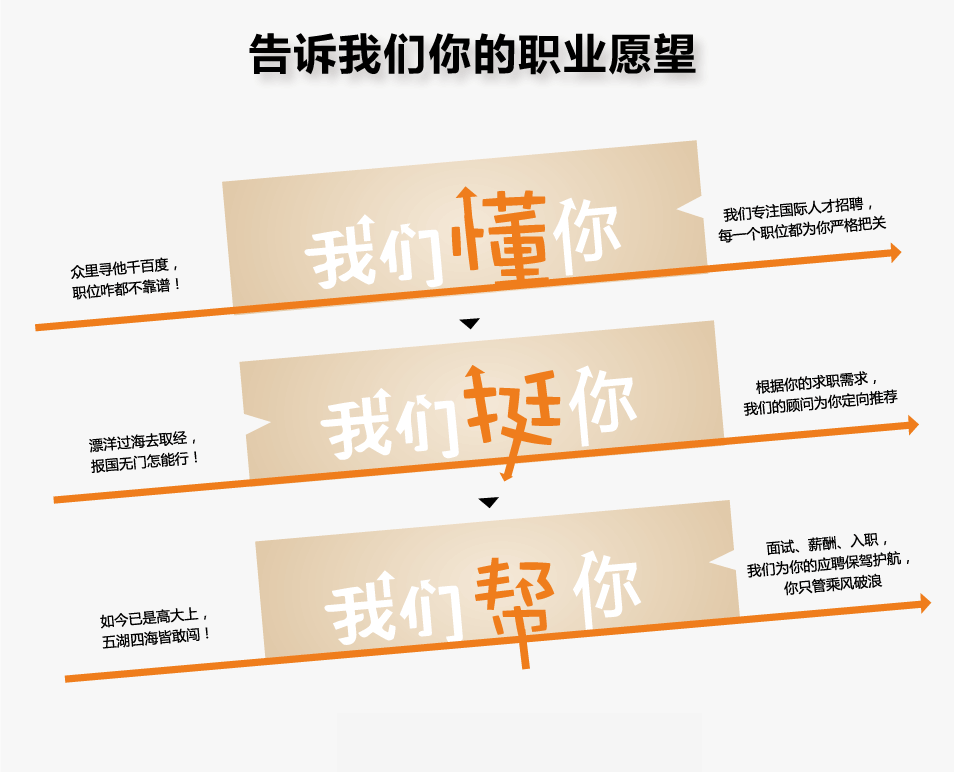 告诉我们你的职业愿望
众里寻他千百度，
职位咋都不靠谱！
我们懂你
我们专注国际人才招聘，
每一个职位都为你严格把关
漂洋过海去取经，
报国无门怎能行！
我们挺你
根据你的求职需求，
我们的顾问为你定向推荐
如今已是高大上，
五湖四海皆敢闯！
我们帮你
面试、薪酬、入职，
我们为你的应聘保驾护航，
你只管乘风破浪